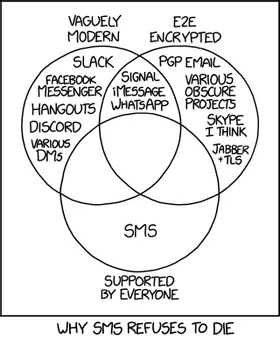 VAGUELY
MODERN
E2E
ENCRYPTED
SLACK
FACEBOOK
MESSENGER
HANGOUTS
DISCORD
VARIOUS
DMs
SIGNAL
iMESSAGE
WHATSAPP
PGP EMAIL
VARIOUS
OBSCURE
PROJECTS
SKYPE
I THINK
JABBER
+TLS
SMS
SUPPORTED
BY EVERYONE
WHY SMS REFUSES TO DIE